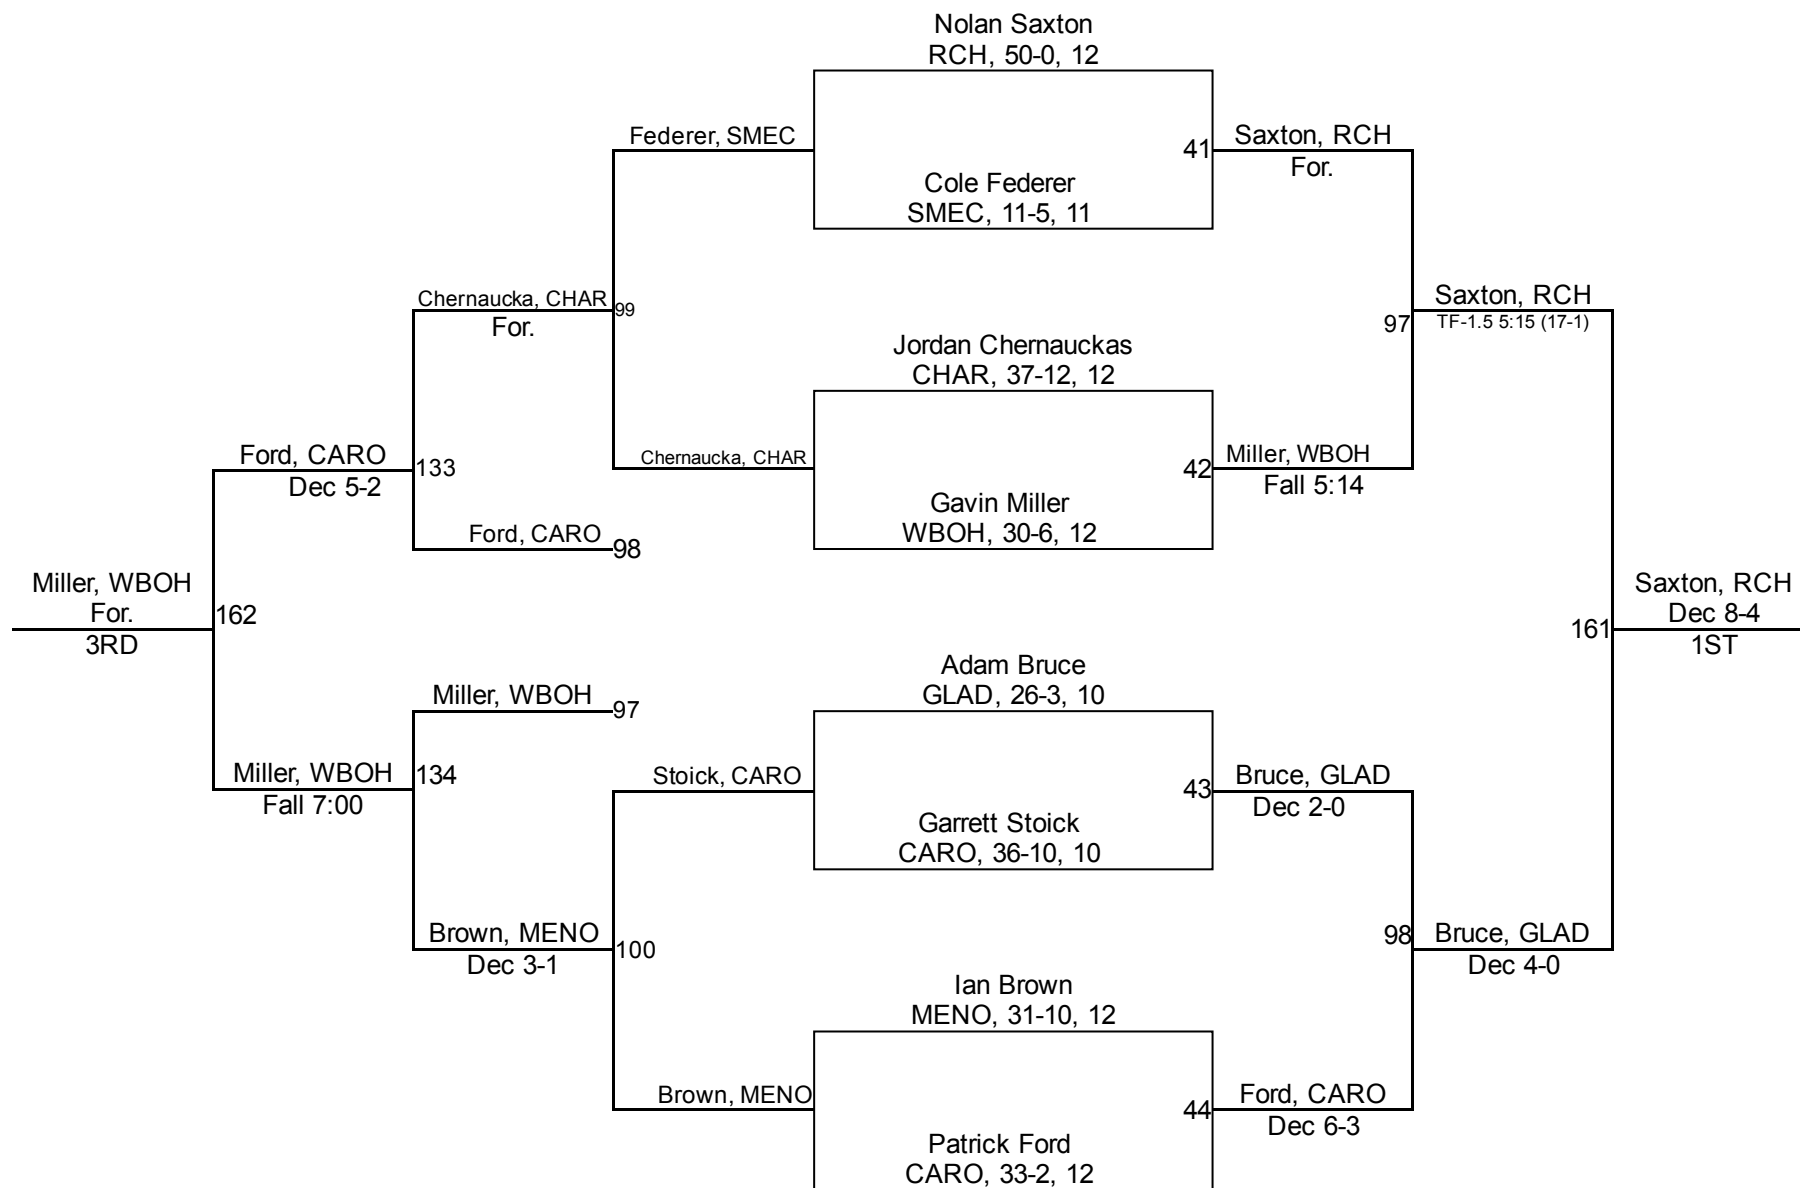 Nolan Saxton
RCH, 50-0, 12
Federer, SMEC
41
Saxton, RCH
For.
Cole Federer
SMEC, 11-5, 11
Chernaucka, CHAR
For.
99
Saxton, RCH
TF-1.5 5:15 (17-1)
97
Jordan Chernauckas
CHAR, 37-12, 12
Ford, CARO
Dec 5-2
133
Chernaucka, CHAR
42
Miller, WBOH
Fall 5:14
Gavin Miller
WBOH, 30-6, 12
Ford, CARO
98
Miller, WBOH
For.
3RD
162
161
Saxton, RCH
Dec 8-4
1ST
Adam Bruce
GLAD, 26-3, 10
Miller, WBOH
97
Miller, WBOH
Fall 7:00
134
Stoick, CARO
43
Bruce, GLAD
Dec 2-0
Garrett Stoick
CARO, 36-10, 10
Brown, MENO
Dec 3-1
100
98
Bruce, GLAD
Dec 4-0
Ian Brown
MENO, 31-10, 12
Brown, MENO
44
Ford, CARO
Dec 6-3
Patrick Ford
CARO, 33-2, 12